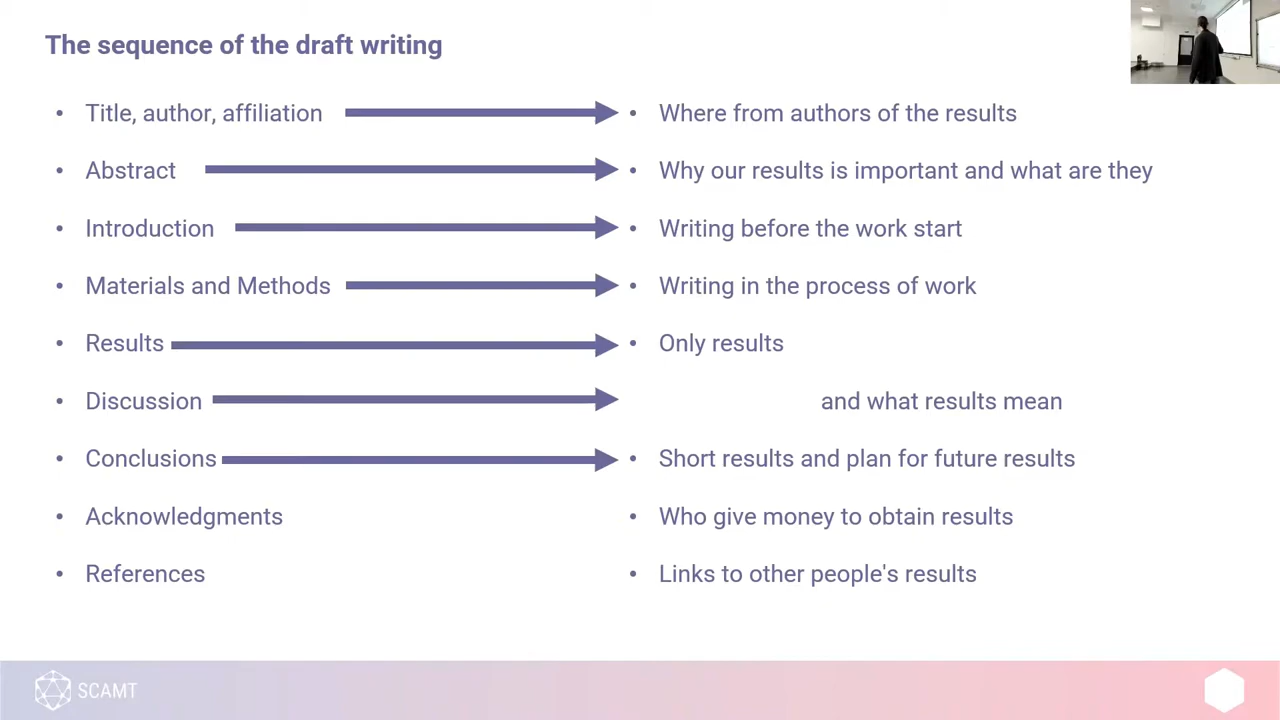 The sequence of the draft writing
• Title, author, affiliation
• Where from authors of the results
• Abstract
• Why our results is important and what are they
• Introduction
• Writing before the work start
• Materials and Methods
• Writing in the process of work
• Results
• Only results
• Discussion
and what results mean
• Conclusions
• Short results and plan for future results
• Acknowledgments
• Who give money to obtain results
• References
• Links to other people's results
SCAMT